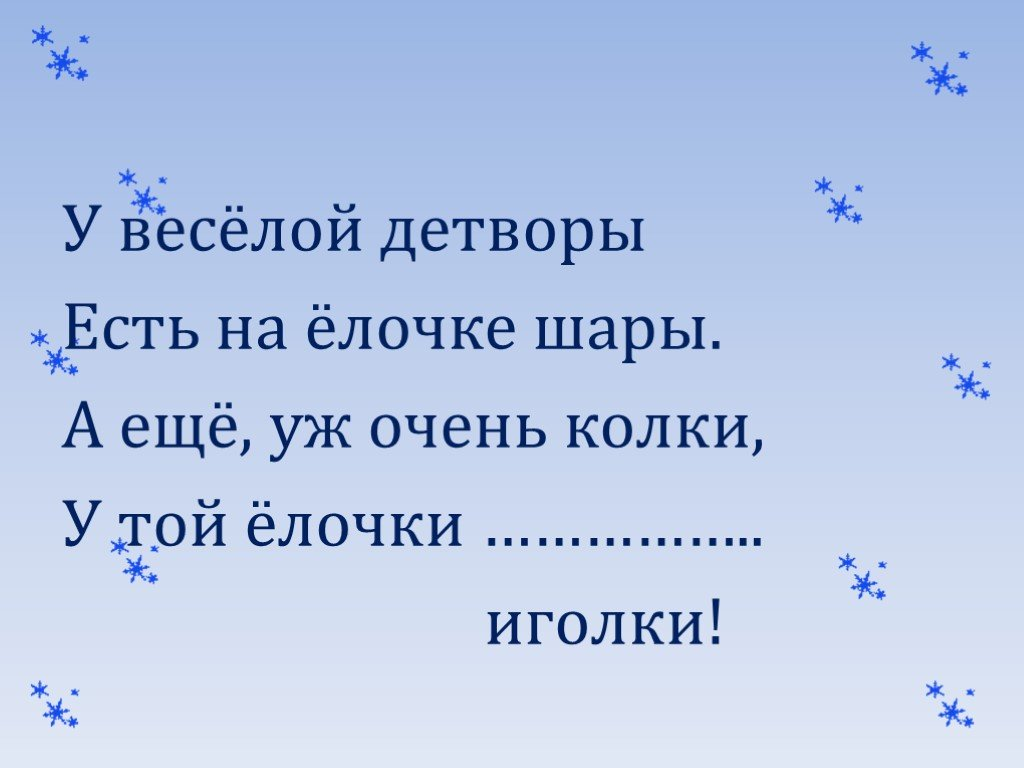 У весёлой детворы
Есть на ёлочке шары.
А ещё, уж очень колки,
У той ёлочки ……………..
иголки!